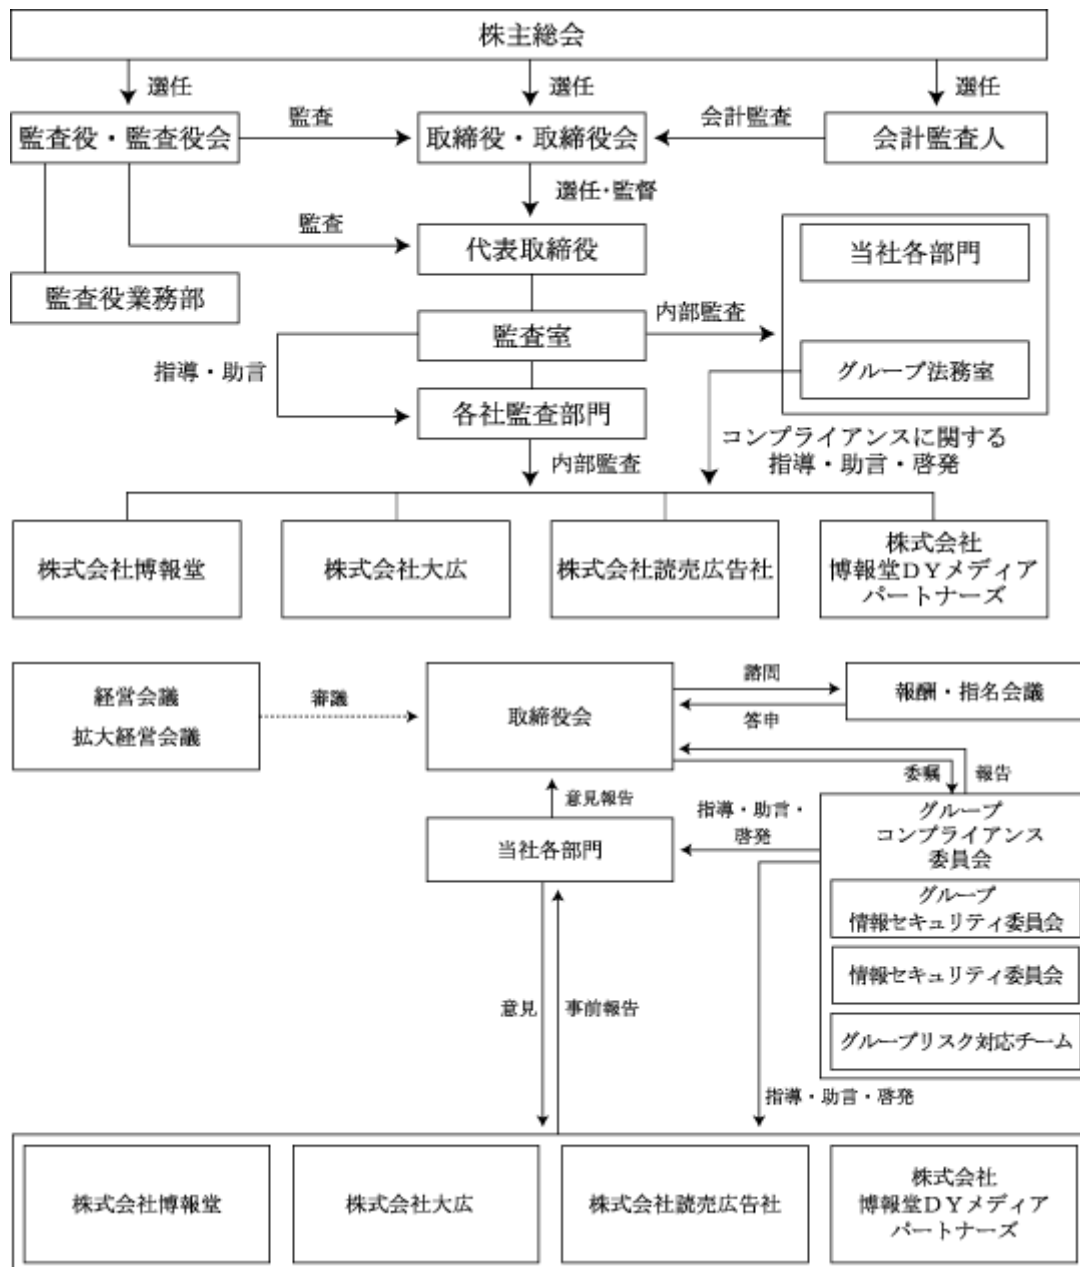 株主総会
選任
選任
選任
監査役・監査役会
監査
取締役・取締役会
会計監査
会計監査人
選任・監督
監査
代表取締役
当社各部門
監査役業務部
監査室
内部監査
指導・助言
グループ法務室
各社監査部門
コンプライアンスに関する
指導・助言・啓発
内部監査
株式会社博報堂
株式会社大広
株式会社読売広告社
株式会社
博報堂ＤＹメディア
パートナーズ
経営会議
拡大経営会議
審議
取締役会
諮問
答申
報酬・指名会議
委嘱
報告
意見報告
当社各部門
指導・助言・
啓発
グループ
コンプライアンス
委員会
グループ
情報セキュリティ委員会
情報セキュリティ委員会
グループリスク対応チーム
意見
事前報告
指導・助言・啓発
株式会社博報堂
株式会社大広
株式会社読売広告社
株式会社
博報堂ＤＹメディア
パートナーズ